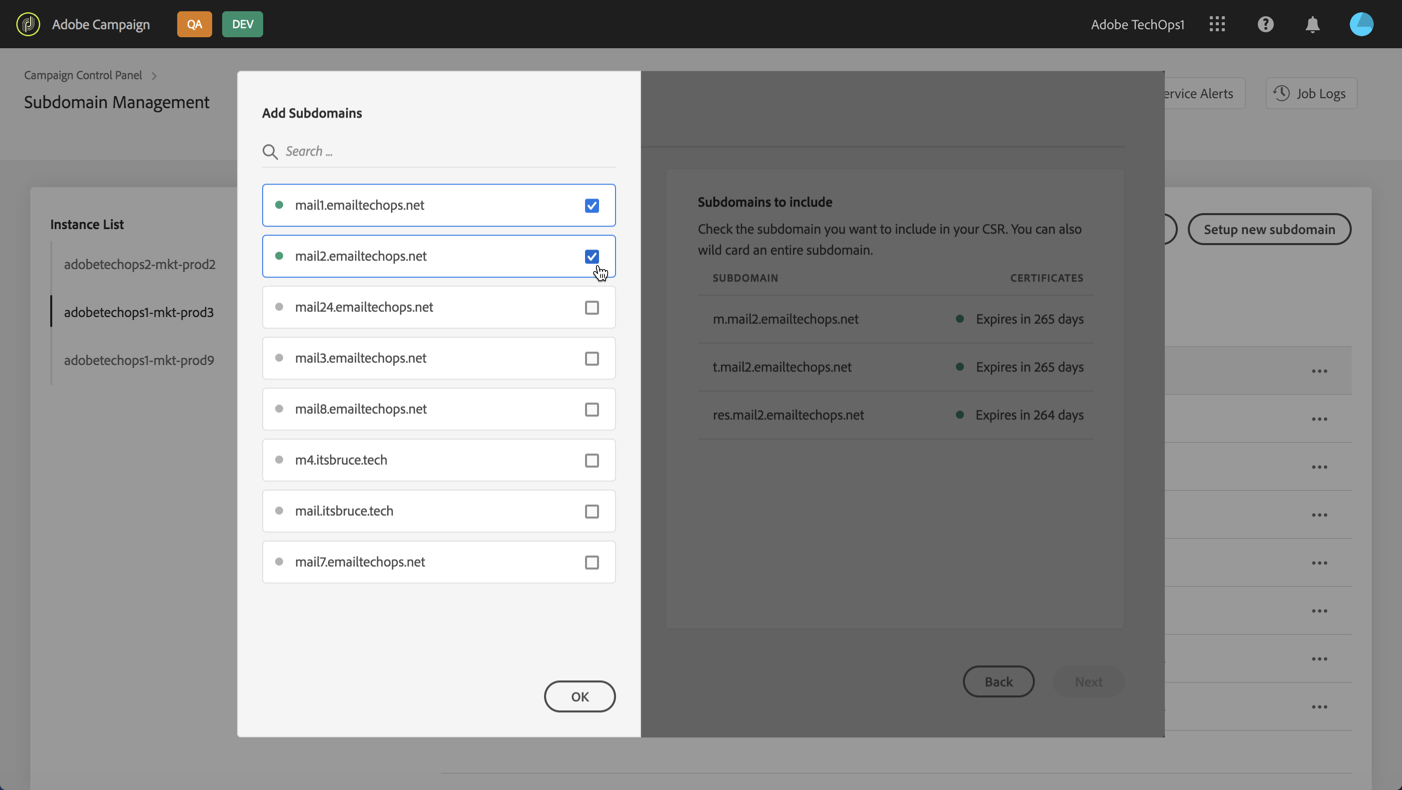 Adobe Campaign
QA
DEV
Adobe TechOps1
Campaign Control Panel
Subdomain Management
Service Alerts
Job Logs
Instance List
adobetechops2-mkt-prod2
adobetechops1-mkt-prod3
adobetechops1-mkt-prod9
Add Subdomains
Search ...
mail1.emailtechops.net
mail2.emailtechops.net
mail24.emailtechops.net
mail3.emailtechops.net
mail8.emailtechops.net
m4.itsbruce.tech
mail.itsbruce.tech
mail7.emailtechops.net
OK
Subdomains to include
Check the subdomain you want to include in your CSR. You can also
wild card an entire subdomain.
SUBDOMAIN CERTIFICATES
m.mail2.emailtechops.net Expires in 265 days
t.mail2.emailtechops.net Expires in 265 days
res.mail2.emailtechops.net Expires in 264 days
Back
Next
Setup new subdomain